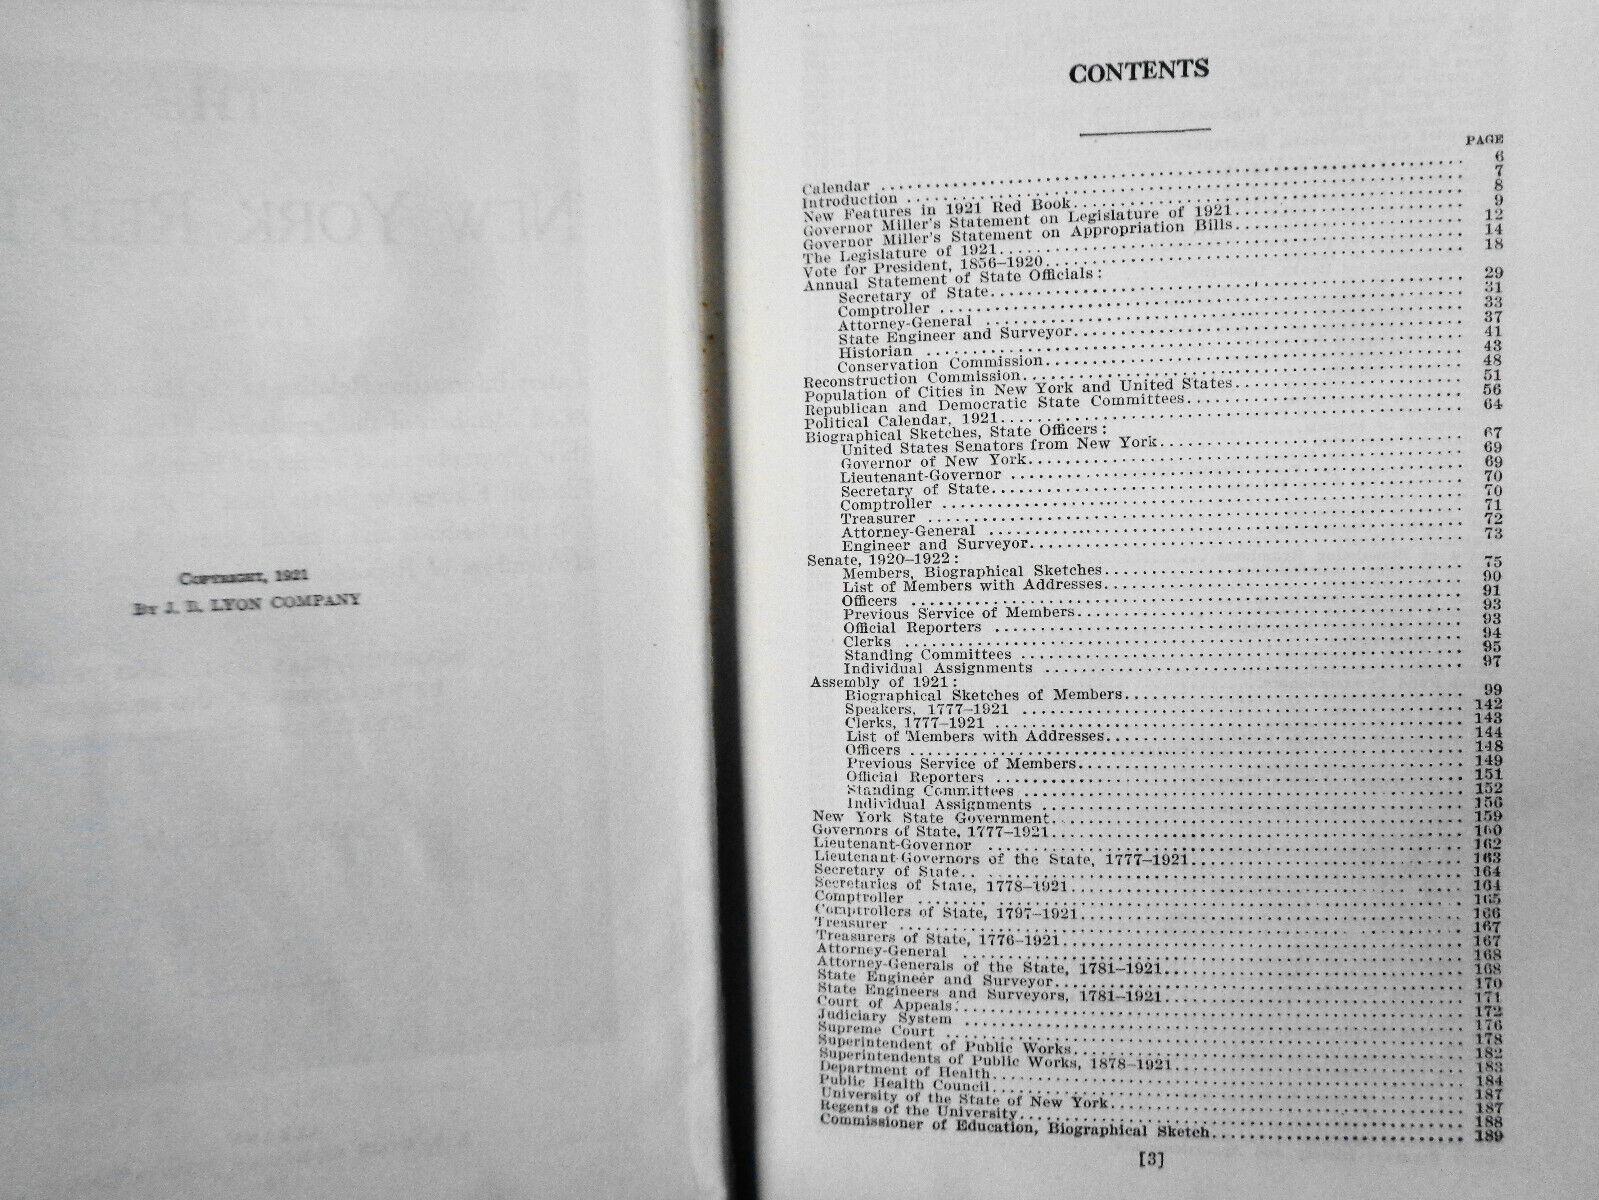 COPYRIGHT, 1921
BY J. B. LYON COMPANY
CONTENTS
PAGE
Calendar 6
Introduction 7
New Features in 1921 Red Book 8
Governor Miller's Statement on Legislature of 1921 9
Governor Miller's Statement on Appropriation Bills 12
The Legislature of 1921 14
Vote for President, 1856–1920 18
Annual Statement of State Officials:
Secretary of State 29
Comptroller 31
Attorney-General 33
State Engineer and Surveyor 37
Historian 41
Conservation Commission 43
Reconstruction Commission 48
Population of Cities in New York and United States 51
Republican and Democratic State Committees 56
Political Calendar, 1921 64
Biographical Sketches, State Officers:
United States Senators from New York 67
Governor of New York 69
Lieutenant-Governor 69
Secretary of State 70
Comptroller 70
Treasurer 71
Attorney-General 72
Engineer and Surveyor 73
Senate, 1920–1922:
Members, Biographical Sketches 75
List of Members with Addresses 90
Officers 91
Previous Service of Members 93
Official Reporters 93
Clerks 94
Standing Committees 95
Individual Assignments 97
Assembly of 1921:
Biographical Sketches of Members 99
Speakers, 1777–1921 142
Clerks, 1777–1921 143
List of Members with Addresses 144
Officers 148
Previous Service of Members 149
Official Reporters 151
Standing Committees 152
Individual Assignments 156
New York State Government 159
Governors of State, 1777–1921 160
Lieutenant-Governor 162
Lieutenant-Governors of the State, 1777–1921 163
Secretary of State 164
Secretaries of State, 1778–1921 164
Comptroller 165
Comptrollers of State, 1797–1921 166
Treasurer 167
Treasurers of State, 1776–1921 167
Attorney-General 168
Attorney-Generals of the State, 1781–1921 168
State Engineer and Surveyor 170
State Engineers and Surveyors, 1781–1921 171
Court of Appeals 172
Judiciary System 176
Supreme Court 178
Superintendent of Public Works 182
Superintendents of Public Works, 1878–1921 183
Department of Health 184
Public Health Council 187
University of the State of New York 187
Regents of the University 188
Commissioner of Education, Biographical Sketch 189
[3]